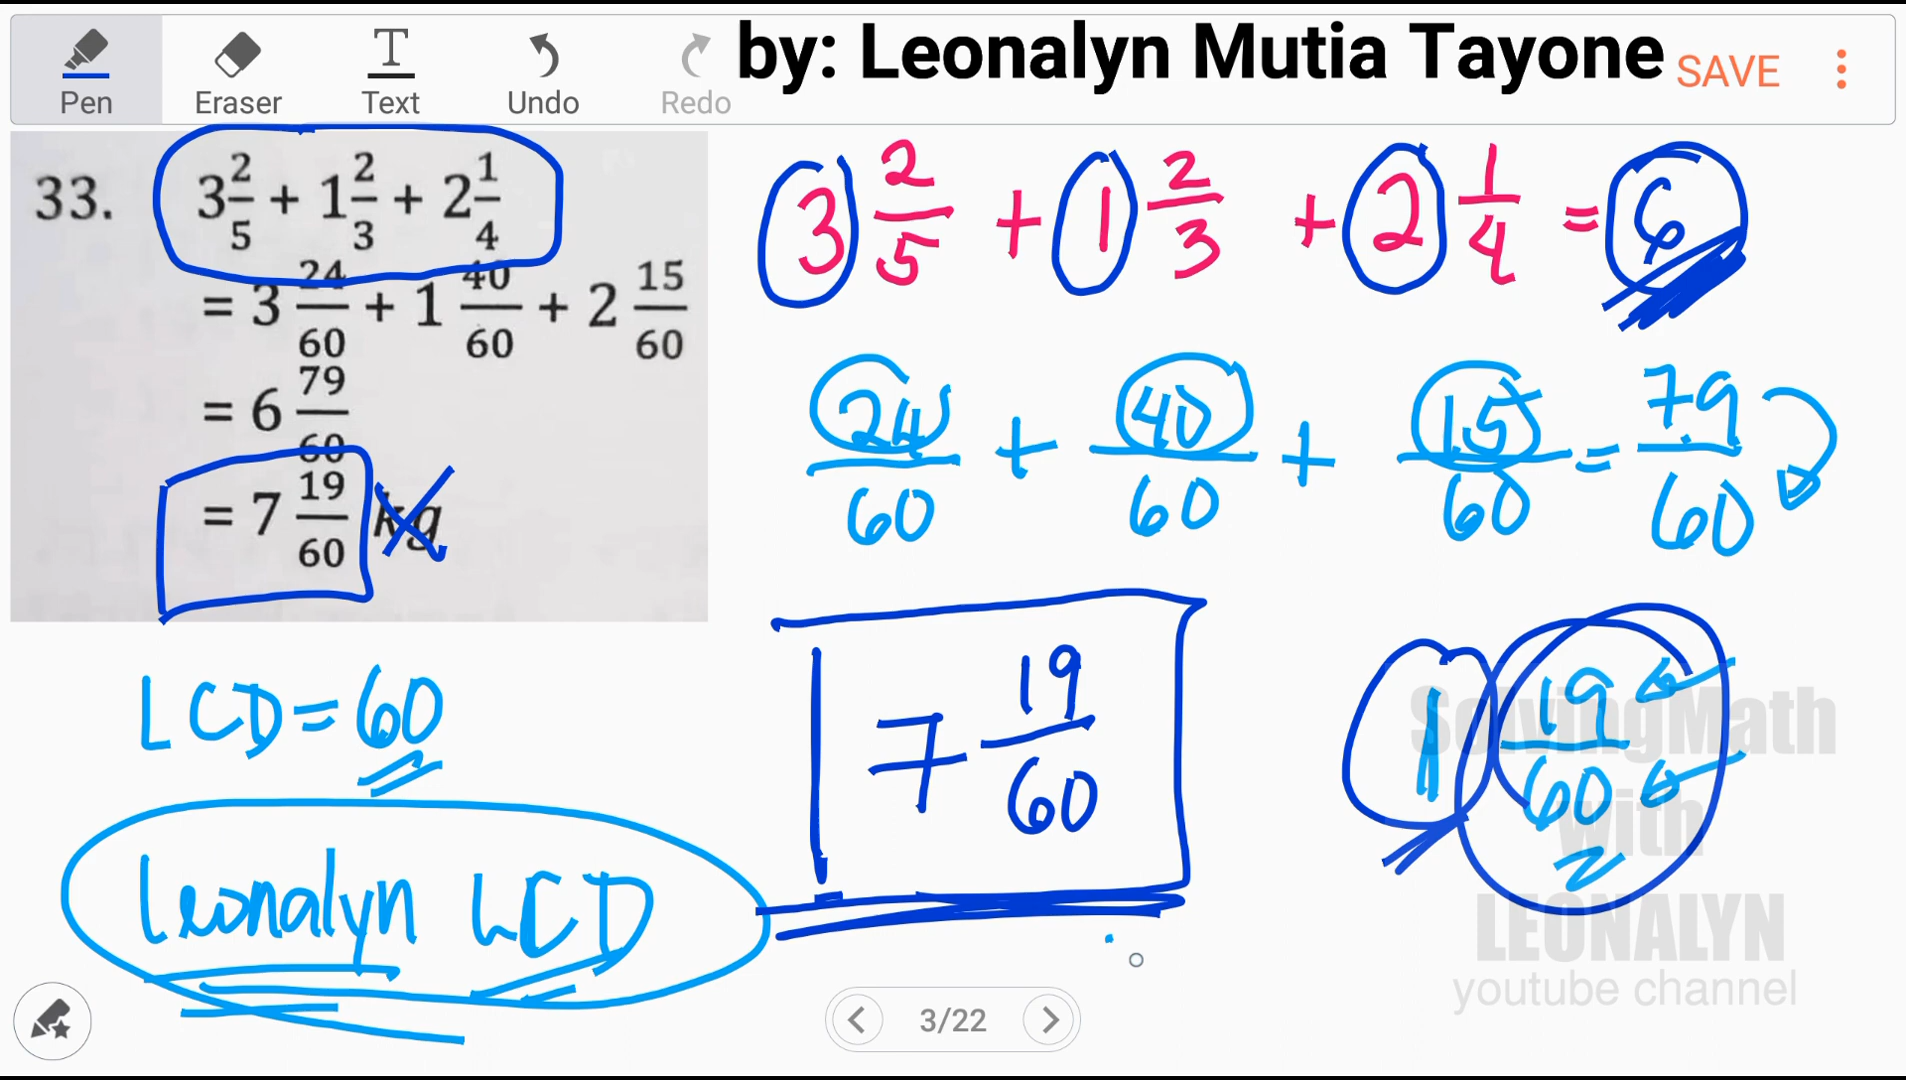 Pen Eraser Text Undo Redo by: Leonalyn Mutia Tayone SAVE
33. 3 2/5 + 1 2/3 + 2 1/4
= 3 24/60 + 1 40/60 + 2 15/60
= 6 79/60
= 7 19/60 kg
3 2/5 + 1 2/3 + 2 1/4 = 6
24/60 + 40/60 + 15/60 = 79/60
1 19/60
7 19/60
LCD = 60
Leonalyn LCD
SolvingMath
with
LEONALYN
youtube channel
3/22